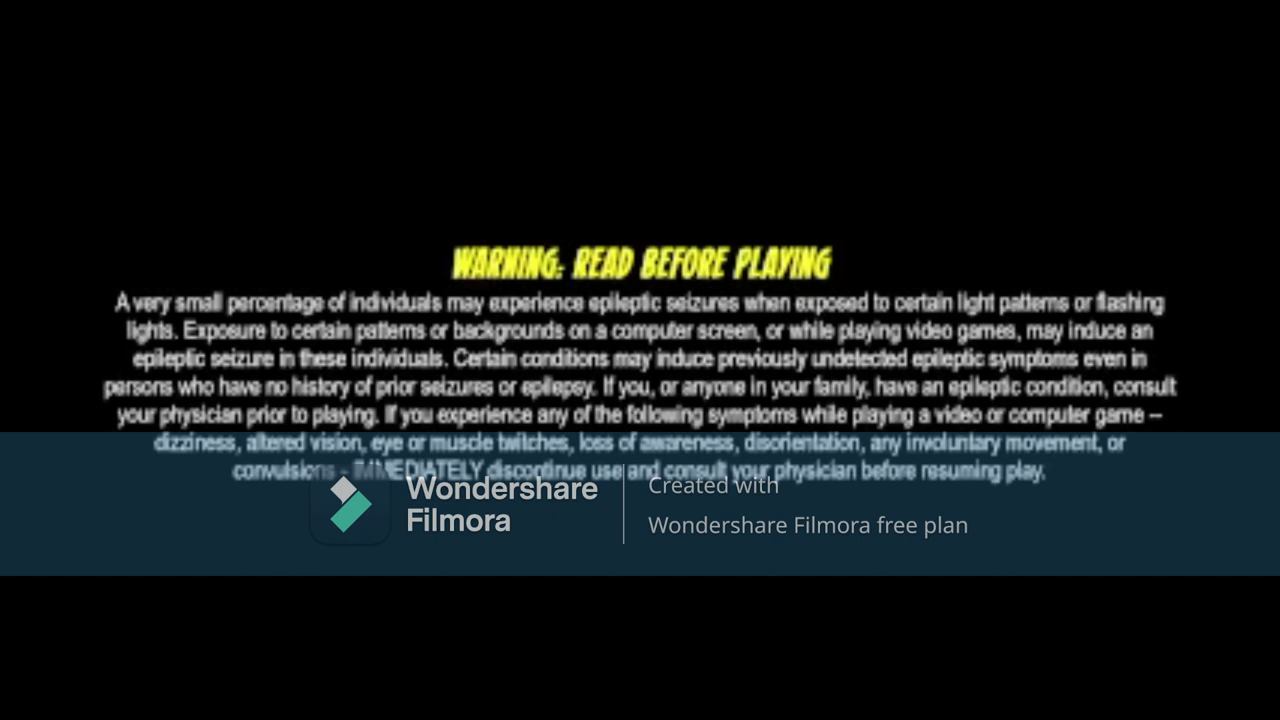 WARNING: READ BEFORE PLAYING
A very small percentage of individuals may experience epileptic seizures when exposed to certain light patterns or flashing
lights. Exposure to certain patterns or backgrounds on a computer screen, or while playing video games, may induce an
epileptic seizure in these individuals. Certain conditions may induce previously undetected epileptic symptoms even in
persons who have no history of prior seizures or epilepsy. If you, or anyone in your family, have an epileptic condition, consult
your physician prior to playing. If you experience any of the following symptoms while playing a video or computer game --
dizziness, altered vision, eye or muscle twitches, loss of awareness, disorientation, any involuntary movement, or
convulsions - IMMEDIATELY discontinue use and consult your physician before resuming play.
Wondershare
Filmora
Created with
Wondershare Filmora free plan